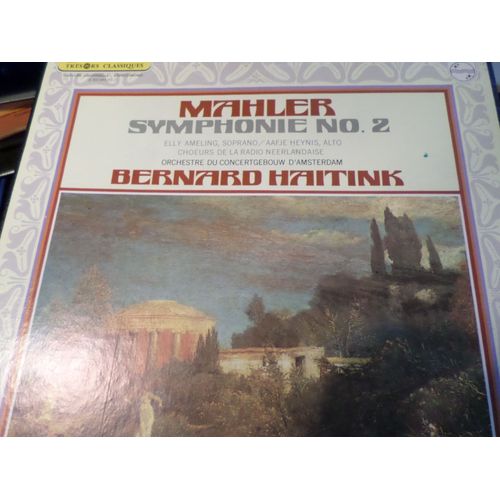 TRÉSORS CLASSIQUES
MAHLER
SYMPHONIE NO. 2
ELLY AMELING, SOPRANO/AAFJE HEYNIS, ALTO
CHOEURS DE LA RADIO NEERLANDAISE
ORCHESTRE DU CONCERTGEBOUW D'AMSTERDAM
BERNARD HAITINK